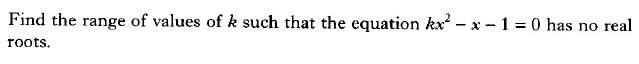 Find the range of values of k such that the equation kx² – x – 1 = 0 has no real
roots.